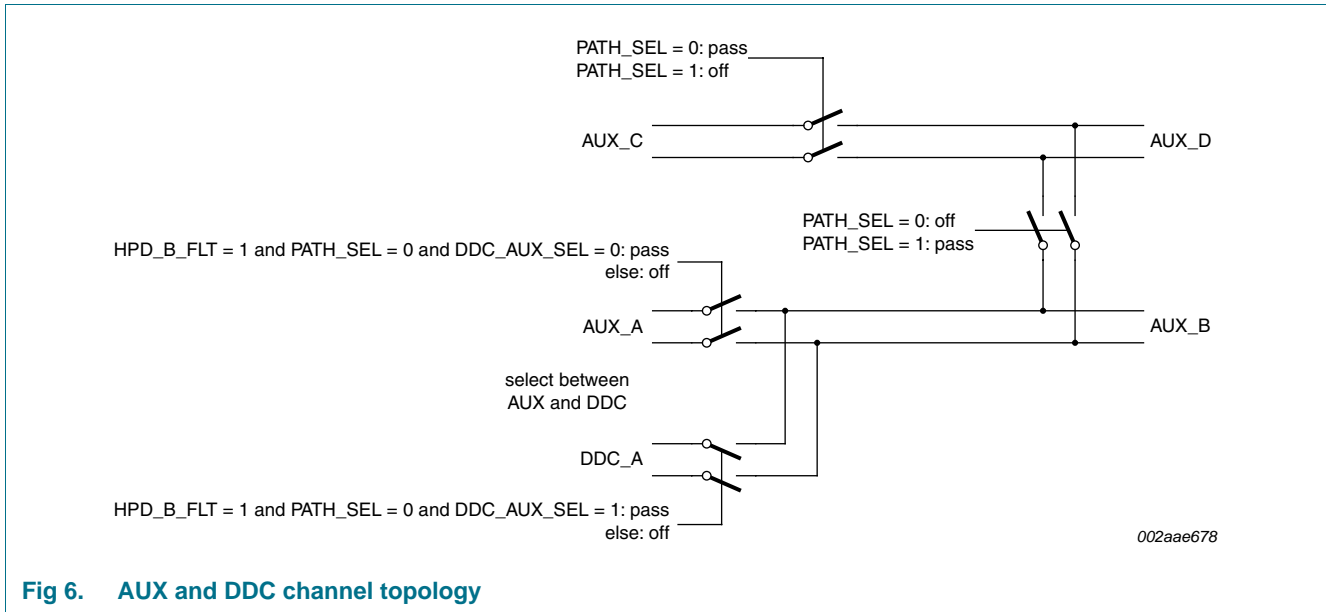 PATH_SEL = 0: pass
PATH_SEL = 1: off
AUX_C
AUX_D
PATH_SEL = 0: off
PATH_SEL = 1: pass
HPD_B_FLT = 1 and PATH_SEL = 0 and DDC_AUX_SEL = 0: pass
else: off
AUX_A
AUX_B
select between
AUX and DDC
DDC_A
HPD_B_FLT = 1 and PATH_SEL = 0 and DDC_AUX_SEL = 1: pass
else: off
002aae678
Fig 6. AUX and DDC channel topology